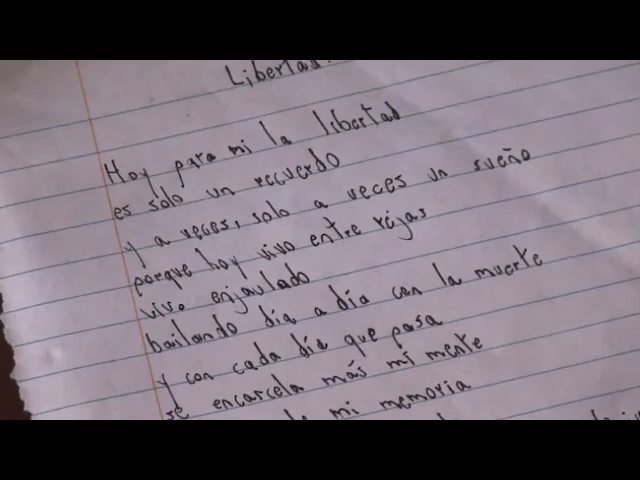 Libertad.
Hoy para mi la libertad
es solo un recuerdo
y a veces, solo a veces un sueño
porque hoy vivo entre rejas
vivo enjaulado
bailando día a día con la muerte
y con cada día que pasa
se encarcela más mi mente
mi memoria